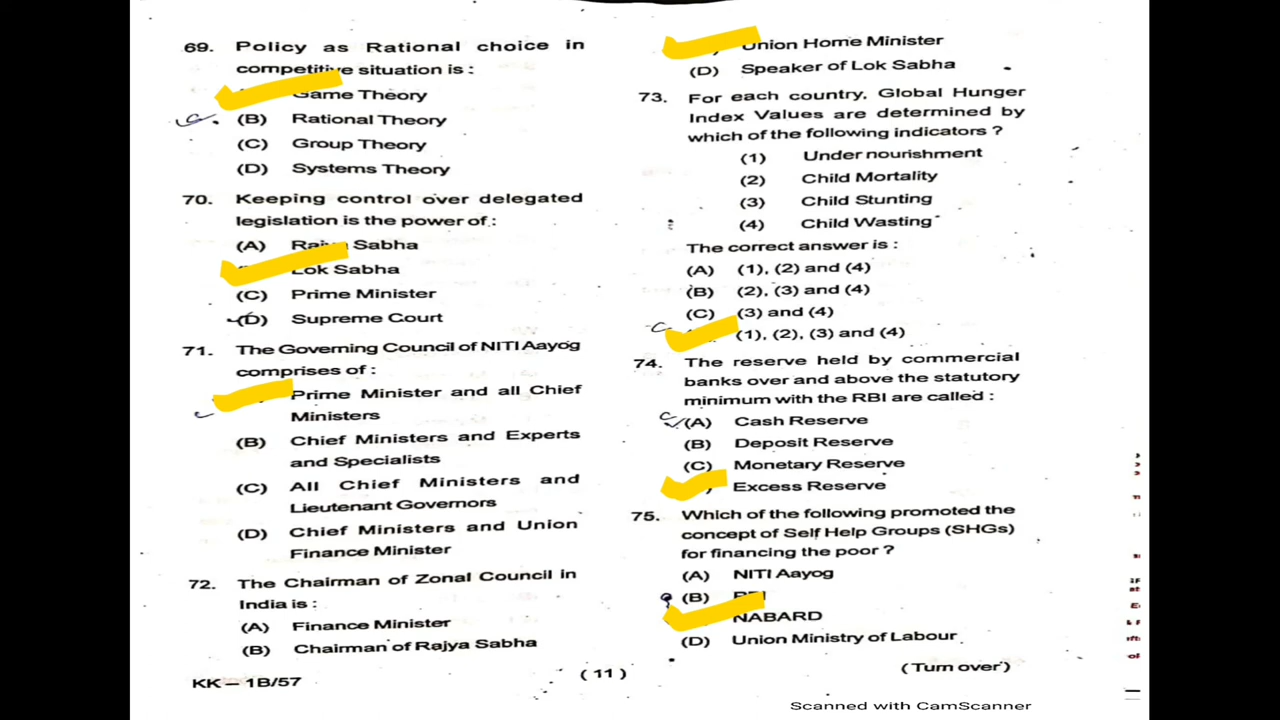 69. Policy as Rational choice in
competitive situation is :
Game Theory
(B) Rational Theory
(C) Group Theory
(D) Systems Theory
70. Keeping control over delegated
legislation is the power of :
(A) Rajya Sabha
Lok Sabha
(C) Prime Minister
(D) Supreme Court
71. The Governing Council of NITI Aayog
comprises of :
Prime Minister and all Chief
Ministers
(B) Chief Ministers and Experts
and Specialists
(C) All Chief Ministers and
Lieutenant Governors
(D) Chief Ministers and Union
Finance Minister
72. The Chairman of Zonal Council in
India is :
(A) Finance Minister
(B) Chairman of Rajya Sabha
KK – 1B/57
( 11 )
Union Home Minister
(D) Speaker of Lok Sabha
73. For each country, Global Hunger
Index Values are determined by
which of the following indicators ?
(1) Under nourishment
(2) Child Mortality
(3) Child Stunting
(4) Child Wasting
The correct answer is :
(A) (1), (2) and (4)
(B) (2), (3) and (4)
(C) (3) and (4)
(1), (2), (3) and (4)
74. The reserve held by commercial
banks over and above the statutory
minimum with the RBI are called :
(A) Cash Reserve
(B) Deposit Reserve
(C) Monetary Reserve
Excess Reserve
75. Which of the following promoted the
concept of Self Help Groups (SHGs)
for financing the poor ?
(A) NITI Aayog
(B) RBI
NABARD
(D) Union Ministry of Labour
(Turn over)
Scanned with CamScanner